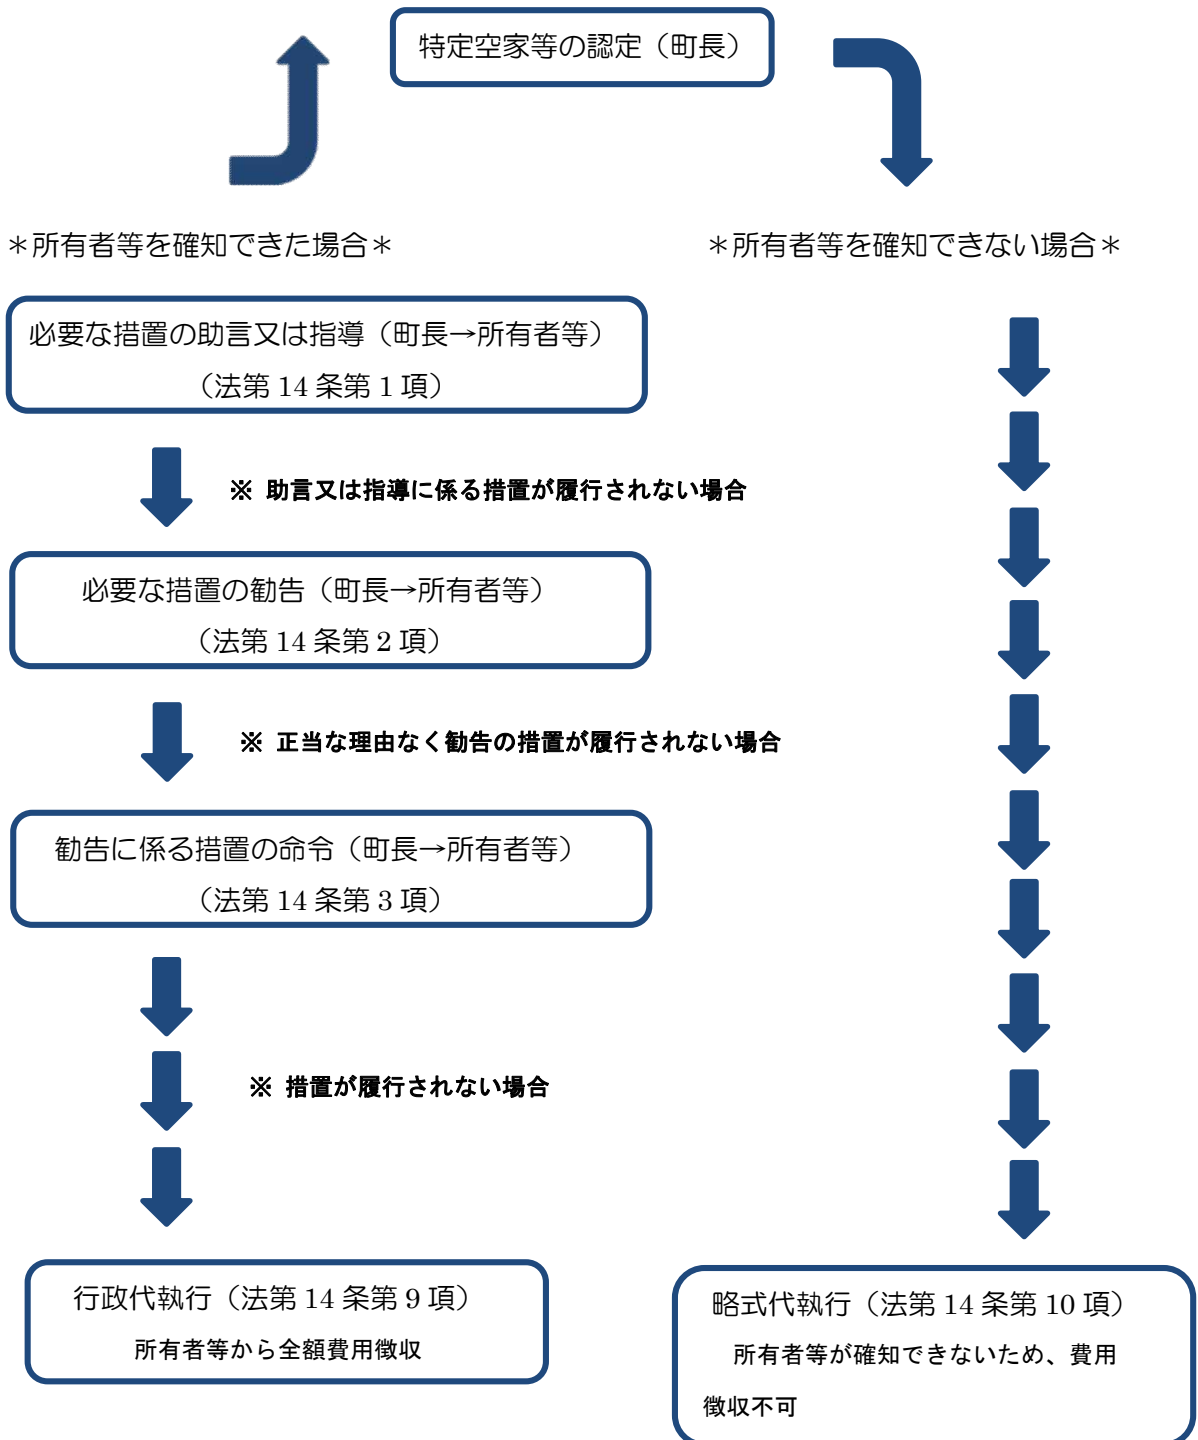 特定空家等の認定（町長）
＊所有者等を確知できた場合＊
＊所有者等を確知できない場合＊
必要な措置の助言又は指導（町長→所有者等）
（法第 14 条第 1 項）
※ 助言又は指導に係る措置が履行されない場合
必要な措置の勧告（町長→所有者等）
（法第 14 条第 2 項）
※ 正当な理由なく勧告の措置が履行されない場合
勧告に係る措置の命令（町長→所有者等）
（法第 14 条第 3 項）
※ 措置が履行されない場合
行政代執行（法第 14 条第 9 項）
所有者等から全額費用徴収
略式代執行（法第 14 条第 10 項）
所有者等が確知できないため、費用
徴収不可